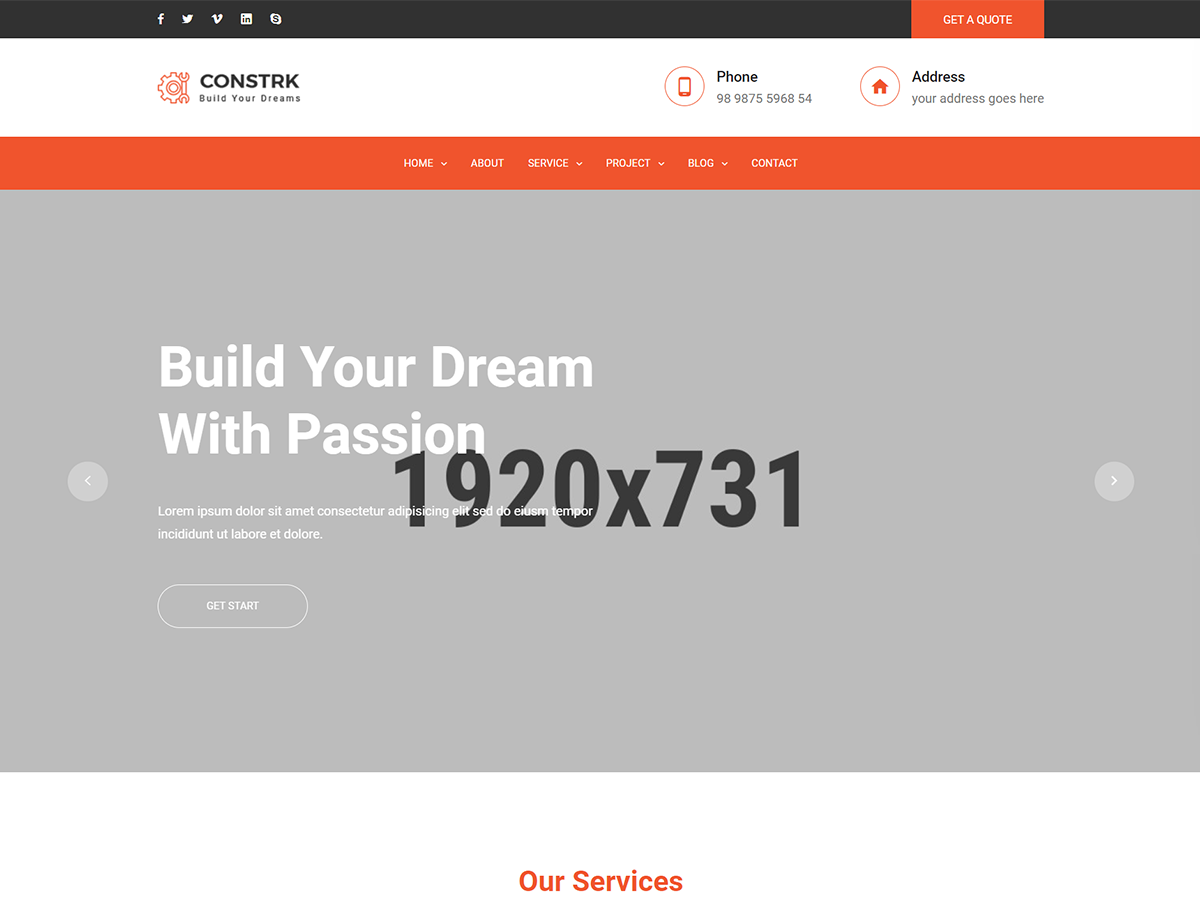 GET A QUOTE
CONSTRK
Build Your Dreams
Phone
98 9875 5968 54
Address
your address goes here
HOME
ABOUT
SERVICE
PROJECT
BLOG
CONTACT
Build Your Dream
With Passion
1920x731
Lorem ipsum dolor sit amet consectetur adipisicing elit sed do eiusm tempor
incididunt ut labore et dolore.
GET START
Our Services